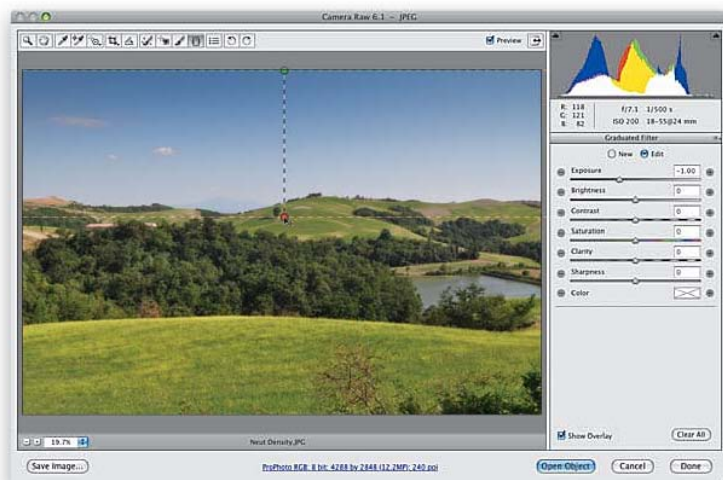 Camera Raw 6.1 – JPEG
Preview
R: 118
G: 121
B: 82
f/7.1 1/500 s
ISO 200 18–55@24 mm
Graduated Filter
New Edit
Exposure -1.00
Brightness 0
Contrast 0
Saturation 0
Clarity 0
Sharpness 0
Color
Show Overlay Clear All
19.7% Neut Density.JPG
Save Image... ProPhoto RGB; 8 bit; 4288 by 2848 (12.2MP); 240 ppi Open Object Cancel Done